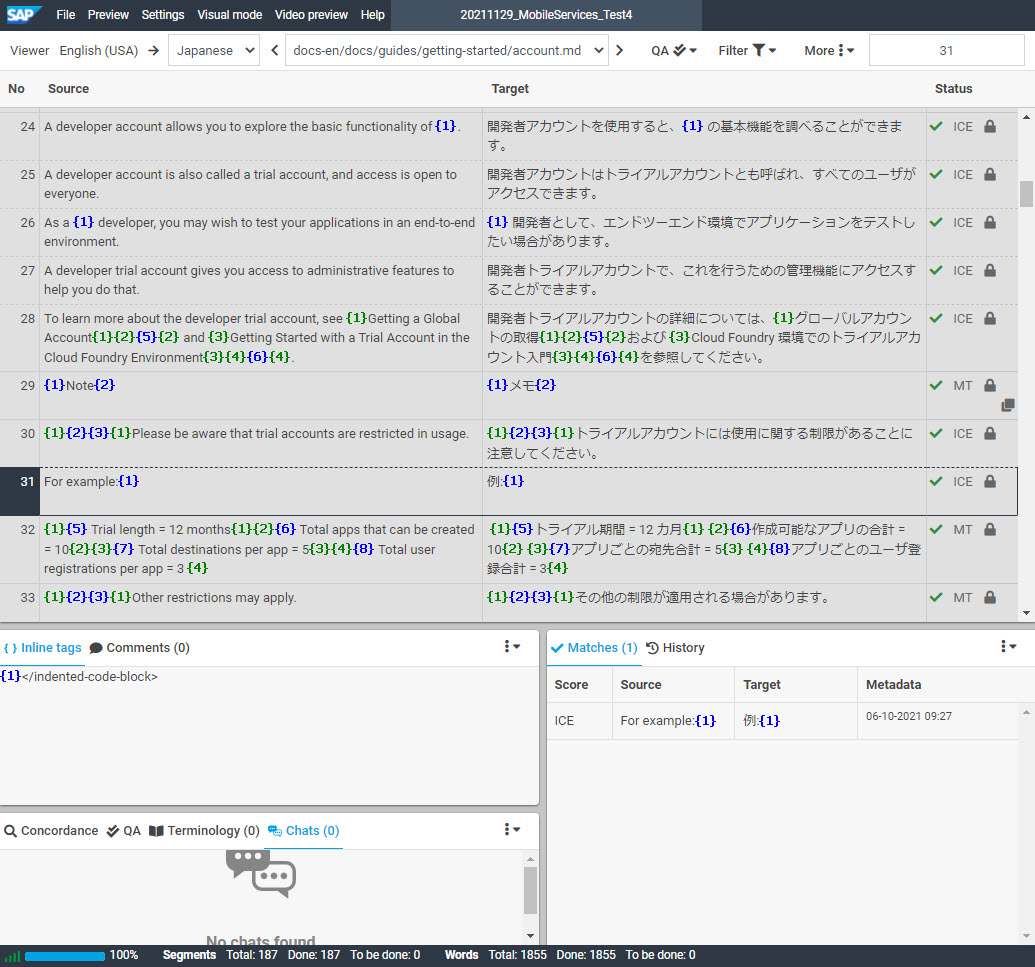 SAP File Preview Settings Visual mode Video preview Help 20211129_MobileServices_Test4
Viewer English (USA) → Japanese docs-en/docs/guides/getting-started/account.md QA Filter More 31
No Source Target Status
24 A developer account allows you to explore the basic functionality of {1}. 開発者アカウントを使用すると、{1} の基本機能を調べることができま ICE
す。
25 A developer account is also called a trial account, and access is open to 開発者アカウントはトライアルアカウントとも呼ばれ、すべてのユーザが ICE
everyone. アクセスできます。
26 As a {1} developer, you may wish to test your applications in an end-to-end {1} 開発者として、エンドツーエンド環境でアプリケーションをテストし ICE
environment. たい場合があります。
27 A developer trial account gives you access to administrative features to 開発者トライアルアカウントで、これを行うための管理機能にアクセスす ICE
help you do that. ることができます。
28 To learn more about the developer trial account, see {1}Getting a Global 開発者トライアルアカウントの詳細については、{1}グローバルアカウン ICE
Account{1}{2}{5}{2} and {3}Getting Started with a Trial Account in the トの取得{1}{2}{5}{2}および {3}Cloud Foundry 環境でのトライアルアカ
Cloud Foundry Environment{3}{4}{6}{4}. ウント入門{3}{4}{6}{4}を参照してください。
29 {1}Note{2} {1}メモ{2} MT
30 {1}{2}{3}{1}Please be aware that trial accounts are restricted in usage. {1}{2}{3}{1}トライアルアカウントには使用に関する制限があることに ICE
注意してください。
31 For example:{1} 例:{1} ICE
32 {1}{5} Trial length = 12 months{1}{2}{6} Total apps that can be created {1}{5}トライアル期間 = 12 カ月{1} {2}{6}作成可能なアプリの合計 = MT
= 10{2}{3}{7} Total destinations per app = 5{3}{4}{8} Total user 10{2} {3}{7}アプリごとの宛先合計 = 5{3} {4}{8}アプリごとのユーザ登
registrations per app = 3 {4} 録合計 = 3{4}
33 {1}{2}{3}{1}Other restrictions may apply. {1}{2}{3}{1}その他の制限が適用される場合があります。 MT
{ } Inline tags Comments (0)
{1}</indented-code-block>
Matches (1) History
Score Source Target Metadata
ICE For example:{1} 例:{1} 06-10-2021 09:27
Concordance QA Terminology (0) Chats (0)
No chats found
100% Segments Total: 187 Done: 187 To be done: 0 Words Total: 1855 Done: 1855 To be done: 0